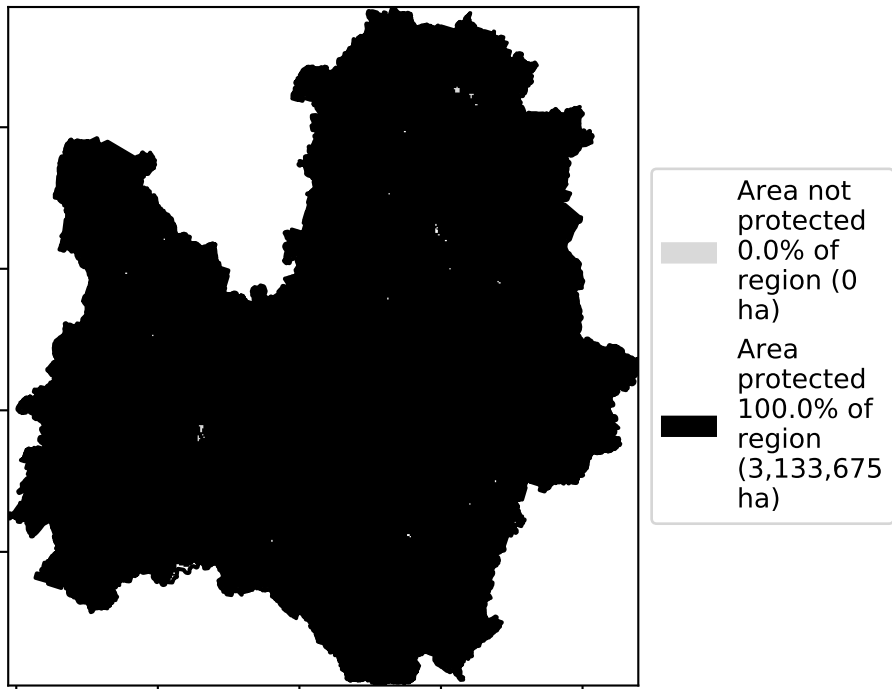 Area not
protected
0.0% of
region (0
ha)
Area
protected
100.0% of
region
(3,133,675
ha)